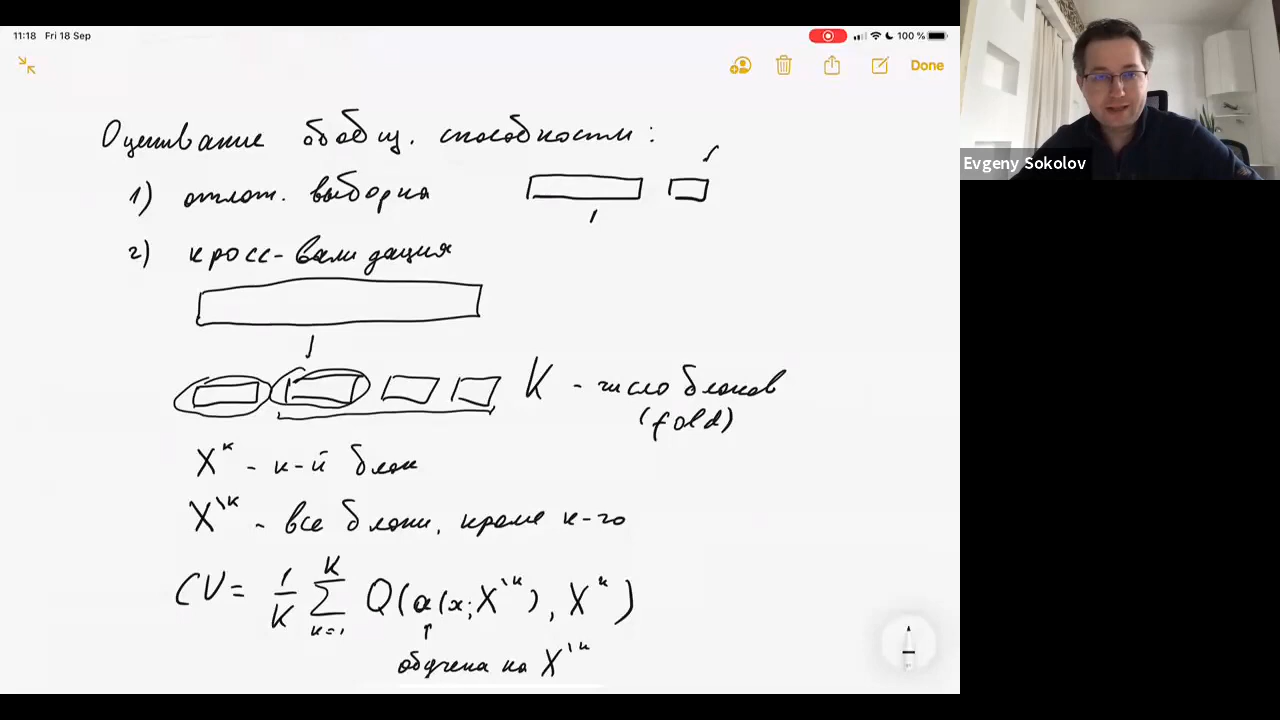 11:18 Fri 18 Sep
100 %
Done
Evgeny Sokolov
Оценивание обобщ. способности:
1) отлож. выборка
2) кросс-валидация
K - число блоков
(fold)
X^k - k-й блок
X^{\k} - все блоки, кроме k-го
CV = 1/K ∑_{k=1}^{K} Q(a(x; X^{\k}), X^k)
обучена на X^{\k}